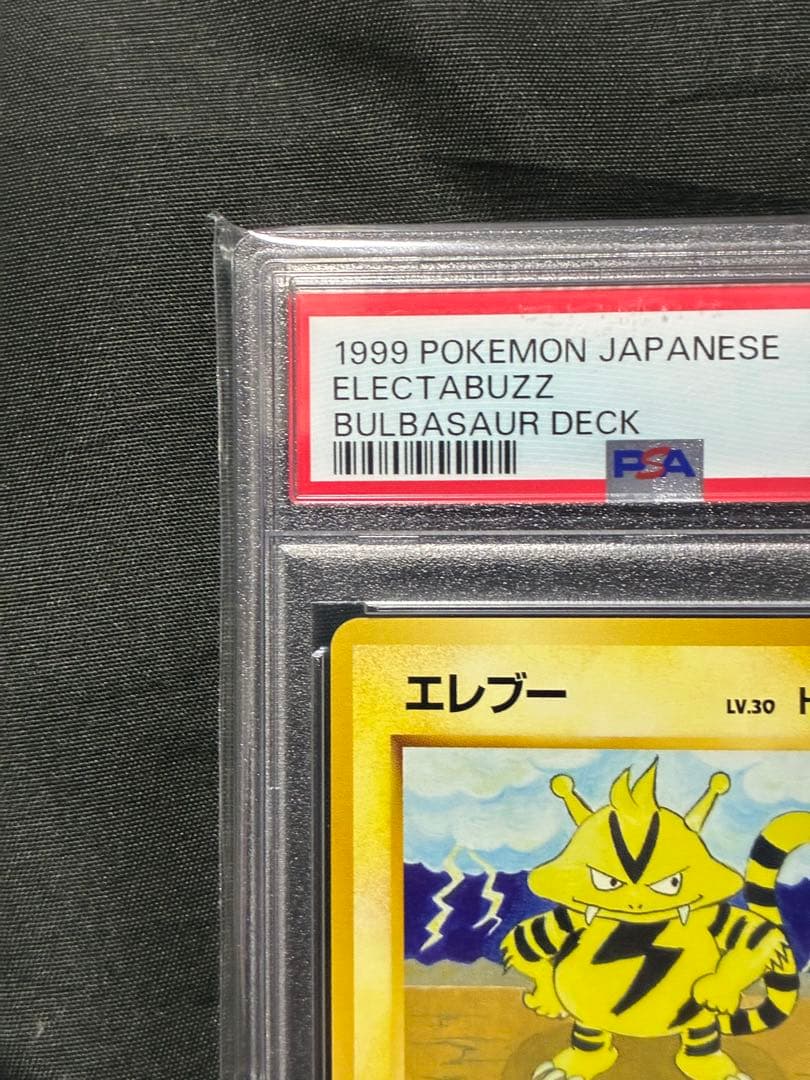 1999 POKEMON JAPANESE
ELECTABUZZ
BULBASAUR DECK
PSA
エレブー LV.30 H